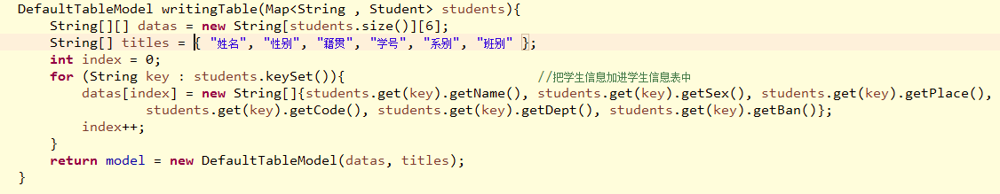 DefaultTableModel writingTable(Map<String , Student> students){
String[][] datas = new String[students.size()][6];
String[] titles = { "姓名", "性别", "籍贯", "学号", "系别", "班别" };
int index = 0;
for (String key : students.keySet()){ //把学生信息加进学生信息表中
datas[index] = new String[]{students.get(key).getName(), students.get(key).getSex(), students.get(key).getPlace(),
students.get(key).getCode(), students.get(key).getDept(), students.get(key).getBan()};
index++;
}
return model = new DefaultTableModel(datas, titles);
}